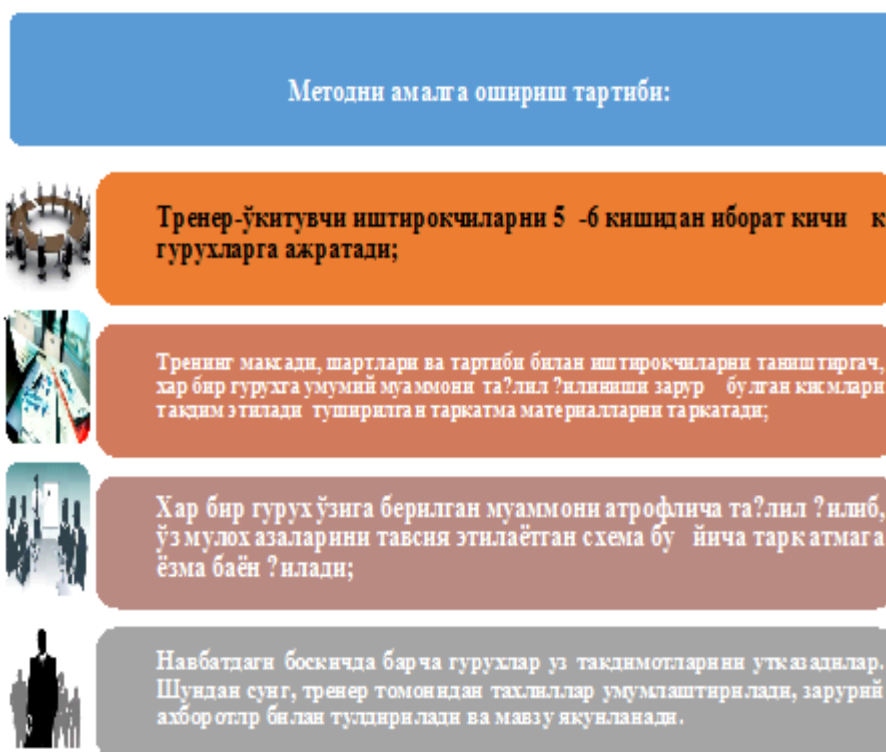 Методни амалга ошириш тартиби:
Тренер-ўкитувчи иштирокчиларни 5 -6 кишидан иборат кичи к
гурухларга ажратади;
Тренинг максади, шартлари ва тартиби билан иштирокчиларни таништиргач,
хар бир гурухга умумий муаммони та?лил ?илиниши зарур булган кисмлари
такдим этилади туширилган таркатма материалларни таркатади;
Хар бир гурух ўзига берилган муаммони атрофлича та?лил ?илиб,
ўз мулохазаларини тавсия этилаётган схема бу йича таркатмага
ёзма баён ?илади;
Навбатдаги боскичда барча гурухлар уз такдимотларини утказадилар.
Шундан сунг, тренер томонидан тахлиллар умумлаштирилади, зарурий
ахборотлр билан тулдирилади ва мавзу якунланади.